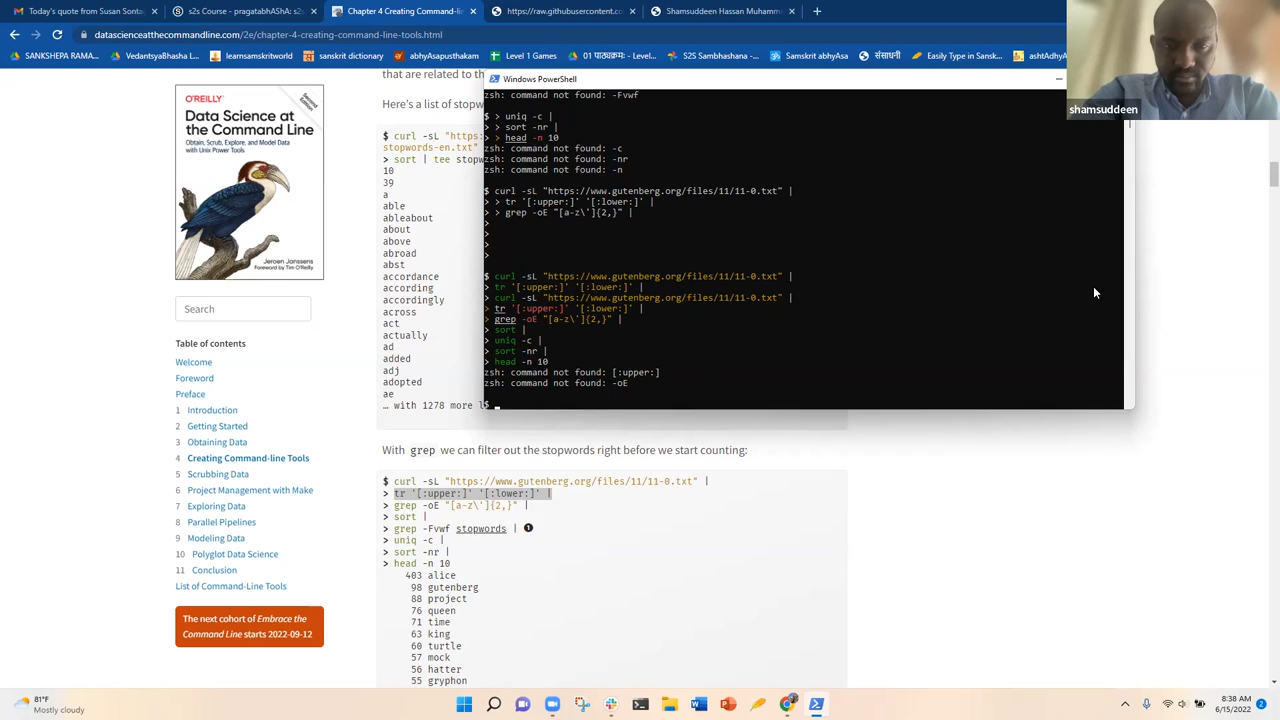 Today's quote from Susan Sontag
S2s Course - pragatabhAShA: s2s
Chapter 4 Creating Command-lin
https://raw.githubusercontent.co
Shamsuddeen Hassan Muhamm
datascienceatthecommandline.com/2e/chapter-4-creating-command-line-tools.html
SANKSHEPA RAMA...
VedantsyaBhasha L...
learnsmsanskritworld
sanskrit dictionary
abhyAsapustakam
Level 1 Games
01 पाठ्यक्रमः - Level...
S2S Sambhashana -...
Samskrit abhyAsa
संसाधनी
Easily Type in Sansk...
ashtAdhyA
that are related to th
Here's a list of stopw
$ curl -sL "https:
stopwords-en.txt"
> sort | tee stopw
10
39
a
able
ableabout
about
above
abroad
abst
accordance
according
accordingly
across
act
actually
ad
added
adj
adopted
ae
… with 1278 more l
Windows PowerShell
zsh: command not found: -Fvwf
$ > uniq -c |
> > sort -nr |
> > head -n 10
zsh: command not found: -c
zsh: command not found: -nr
zsh: command not found: -n
$ curl -sL "https://www.gutenberg.org/files/11/11-0.txt" |
> > tr '[:upper:]' '[:lower:]' |
> > grep -oE "[a-z\']{2,}" |
>
>
>
>
$ curl -sL "https://www.gutenberg.org/files/11/11-0.txt" |
> tr '[:upper:]' '[:lower:]' |
> curl -sL "https://www.gutenberg.org/files/11/11-0.txt" |
> tr '[:upper:]' '[:lower:]' |
> grep -oE "[a-z\']{2,}" |
> sort |
> uniq -c |
> sort -nr |
> head -n 10
zsh: command not found: [:upper:]
zsh: command not found: -oE
$
shamsuddeen
O'REILLY®
Second Edition
Data Science at
the Command Line
Obtain, Scrub, Explore, and Model Data
with Unix Power Tools
Jeroen Janssens
Foreword by Tim O'Reilly
Search
Table of contents
Welcome
Foreword
Preface
1 Introduction
2 Getting Started
3 Obtaining Data
4 Creating Command-line Tools
5 Scrubbing Data
6 Project Management with Make
7 Exploring Data
8 Parallel Pipelines
9 Modeling Data
10 Polyglot Data Science
11 Conclusion
List of Command-Line Tools
The next cohort of Embrace the
Command Line starts 2022-09-12
With grep we can filter out the stopwords right before we start counting:
$ curl -sL "https://www.gutenberg.org/files/11/11-0.txt" |
> tr '[:upper:]' '[:lower:]' |
> grep -oE "[a-z\']{2,}" |
> sort |
> grep -Fvwf stopwords | 1
> uniq -c |
> sort -nr |
> head -n 10
403 alice
98 gutenberg
88 project
76 queen
71 time
63 king
60 turtle
57 mock
56 hatter
55 gryphon
81°F
Mostly cloudy
8:38 AM
6/15/2022
2